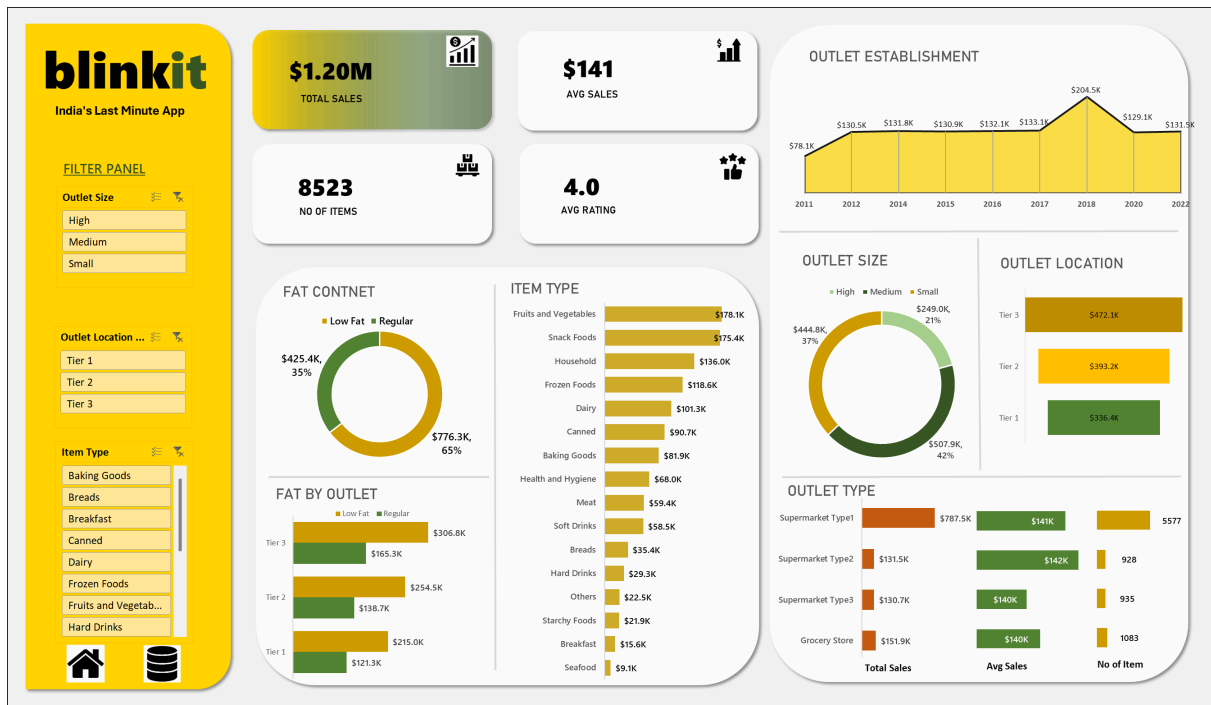 blinkit
India's Last Minute App
FILTER PANEL
Outlet Size
High
Medium
Small
Outlet Location ...
Tier 1
Tier 2
Tier 3
Item Type
Baking Goods
Breads
Breakfast
Canned
Dairy
Frozen Foods
Fruits and Vegetab...
Hard Drinks
$1.20M
TOTAL SALES
$141
AVG SALES
8523
NO OF ITEMS
4.0
AVG RATING
FAT CONTNET
Low Fat Regular
$425.4K,
35%
$776.3K,
65%
FAT BY OUTLET
Low Fat Regular
Tier 3
$306.8K
$165.3K
Tier 2
$254.5K
$138.7K
Tier 1
$215.0K
$121.3K
ITEM TYPE
Fruits and Vegetables $178.1K
Snack Foods $175.4K
Household $136.0K
Frozen Foods $118.6K
Dairy $101.3K
Canned $90.7K
Baking Goods $81.9K
Health and Hygiene $68.0K
Meat $59.4K
Soft Drinks $58.5K
Breads $35.4K
Hard Drinks $29.3K
Others $22.5K
Starchy Foods $21.9K
Breakfast $15.6K
Seafood $9.1K
OUTLET ESTABLISHMENT
$78.1K $130.5K $131.8K $130.9K $132.1K $133.1K $204.5K $129.1K $131.5K
2011 2012 2014 2015 2016 2017 2018 2020 2022
OUTLET SIZE
High Medium Small
$249.0K,
21%
$444.8K,
37%
$507.9K,
42%
OUTLET LOCATION
Tier 3 $472.1K
Tier 2 $393.2K
Tier 1 $336.4K
OUTLET TYPE
Supermarket Type1 $787.5K $141K 5577
Supermarket Type2 $131.5K $142K 928
Supermarket Type3 $130.7K $140K 935
Grocery Store $151.9K $140K 1083
Total Sales Avg Sales No of Item